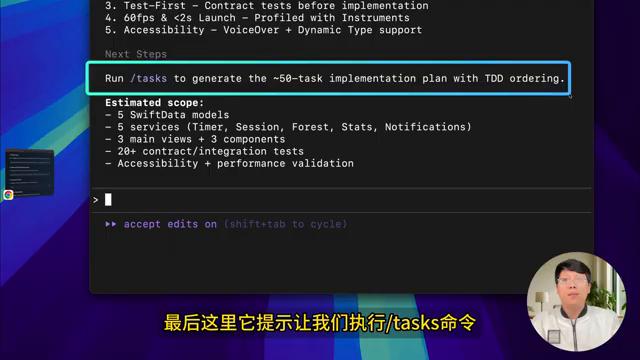 3. Test-First - Contract tests before implementation
4. 60fps & <2s Launch - Profiled with Instruments
5. Accessibility - VoiceOver + Dynamic Type support
Next Steps
Run /tasks to generate the ~50-task implementation plan with TDD ordering.
Estimated scope:
- 5 SwiftData models
- 5 services (Timer, Session, Forest, Stats, Notifications)
- 3 main views + 3 components
- 20+ contract/integration tests
- Accessibility + performance validation
>
▸▸ accept edits on (shift+tab to cycle)
最后这里它提示让我们执行/tasks命令